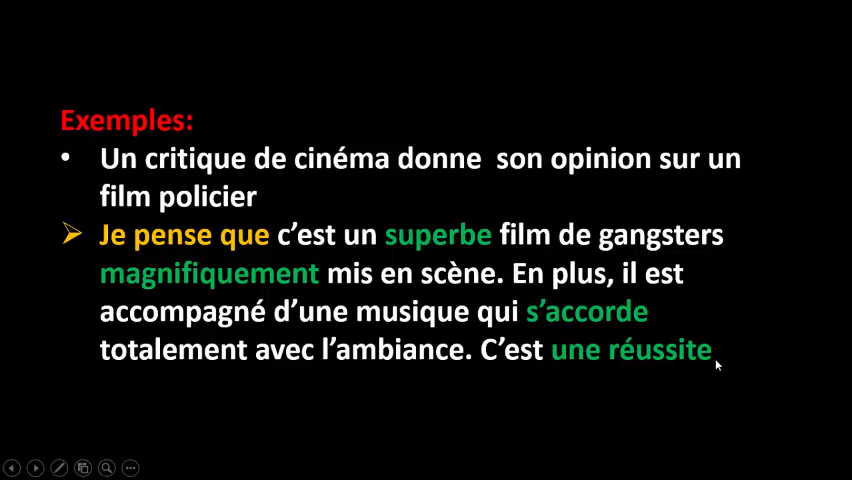 Exemples:
• Un critique de cinéma donne  son opinion sur un
film policier
➢ Je pense que c’est un superbe film de gangsters
magnifiquement mis en scène. En plus, il est
accompagné d’une musique qui s’accorde
totalement avec l’ambiance. C’est une réussite